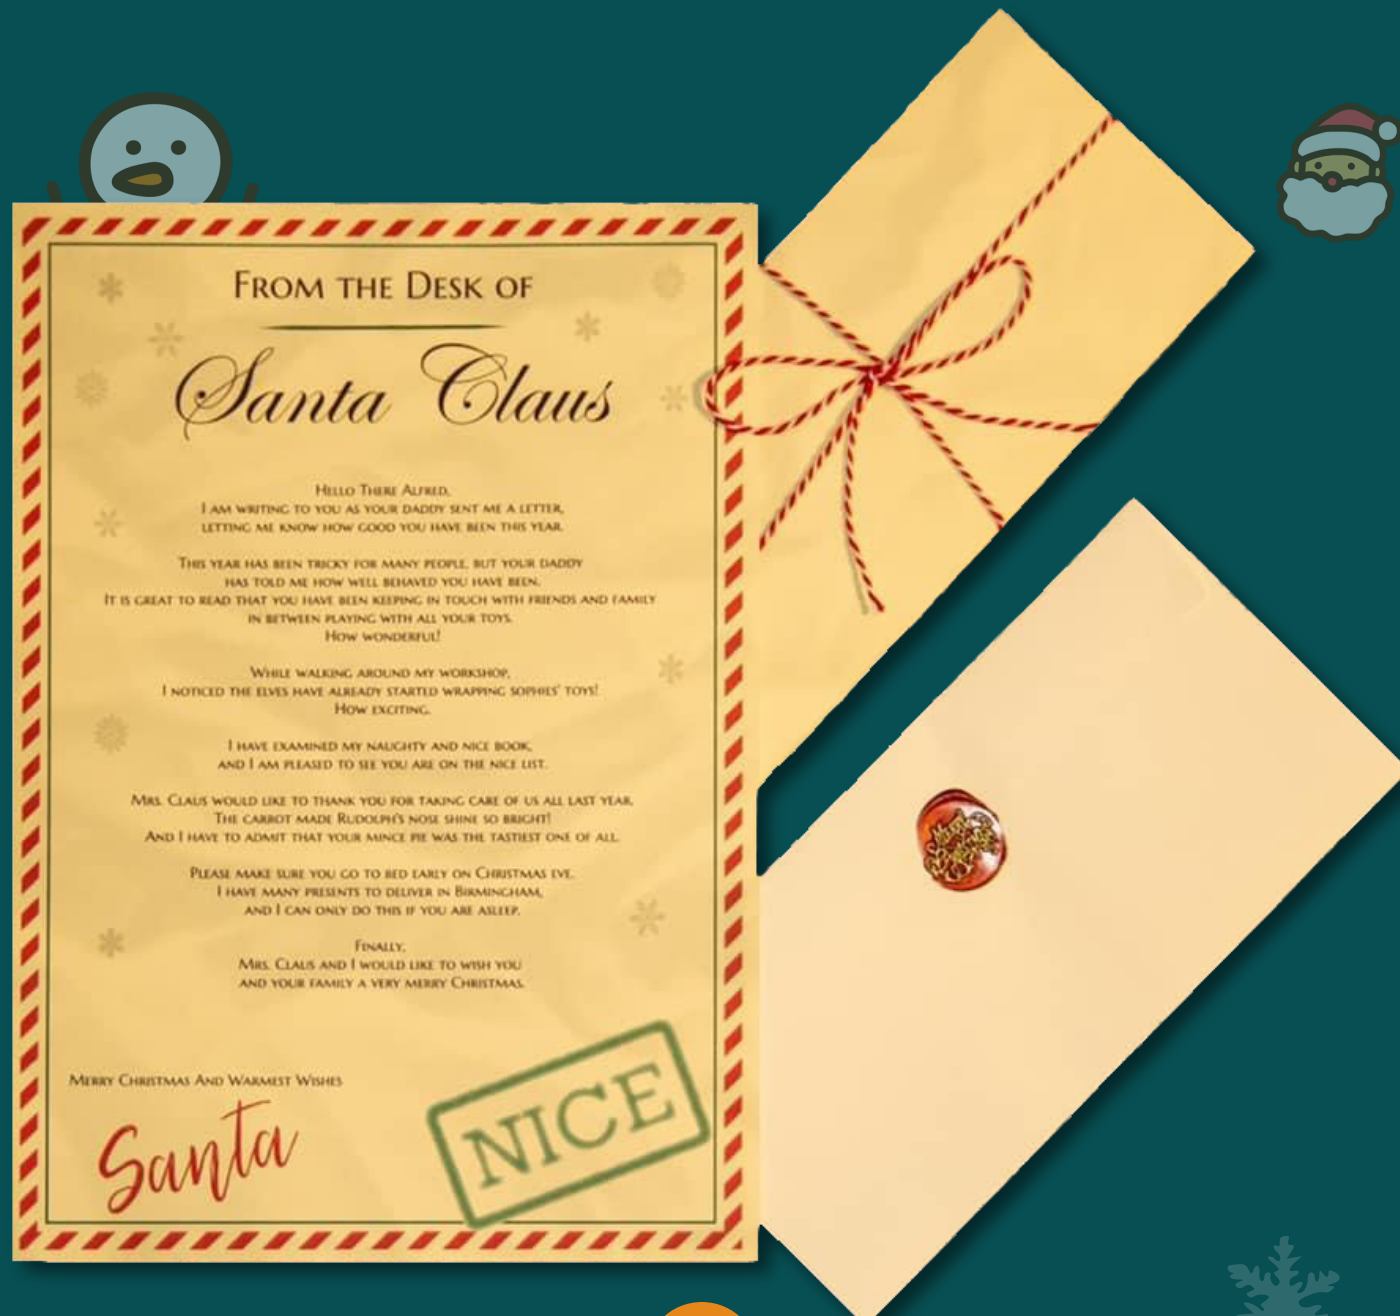 From the Desk of
Santa Claus
Hello There Alfred,
I am writing to you as your daddy sent me a letter,
letting me know how good you have been this year.
This year has been tricky for many people, but your daddy
has told me how well behaved you have been.
It is great to read that you have been keeping in touch with friends and family
in between playing with all your toys.
How wonderful!
While walking around my workshop,
I noticed the elves have already started wrapping sophies' toys!
How exciting.
I have examined my naughty and nice book,
and I am pleased to see you are on the nice list.
Mrs. Claus would like to thank you for taking care of us all last year.
The carrot made Rudolph's nose shine so bright!
And I have to admit that your mince pie was the tastiest one of all.
Please make sure you go to bed early on Christmas Eve.
I have many presents to deliver in Birmingham,
and I can only do this if you are asleep.
Finally,
Mrs. Claus and I would like to wish you
and your family a very merry Christmas.
Merry Christmas And Warmest Wishes
Santa
NICE
Merry
Christmas